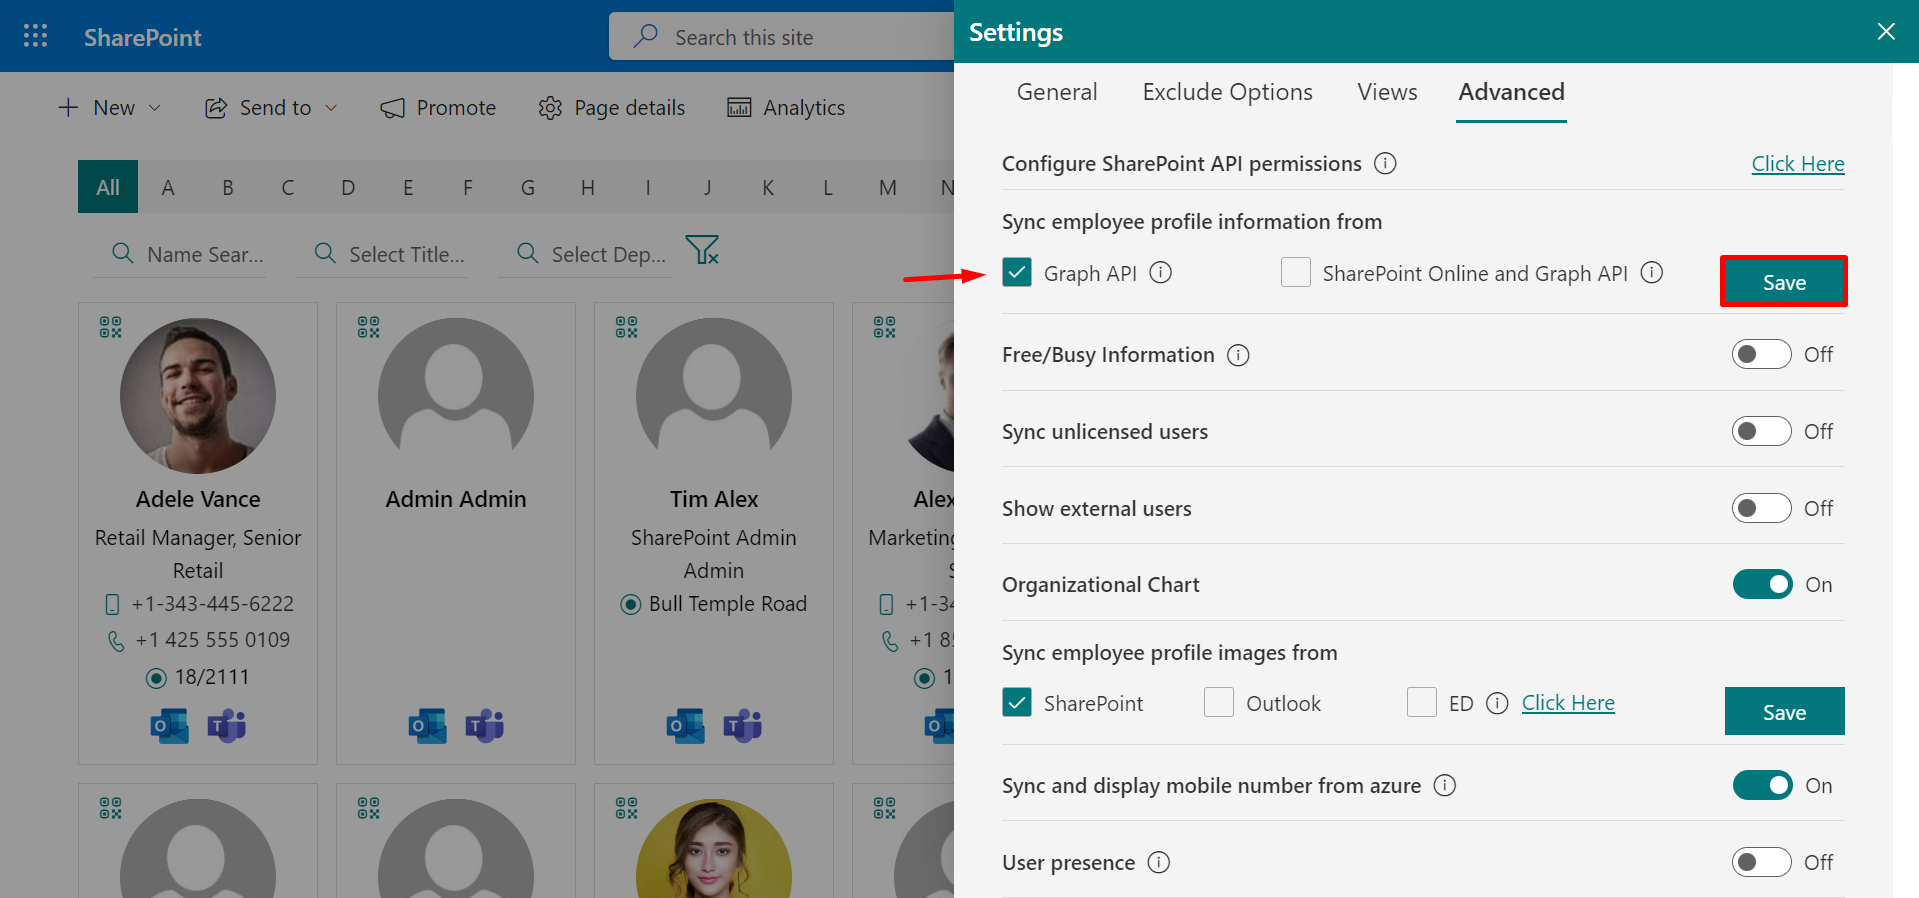 SharePoint
Search this site
New
Send to
Promote
Page details
Analytics
All A B C D E F G H I J K L M N
Name Sear...
Select Title...
Select Dep...
Adele Vance
Retail Manager, Senior
Retail
+1-343-445-6222
+1 425 555 0109
18/2111
Admin Admin
Tim Alex
SharePoint Admin
Admin
Bull Temple Road
Alex
Marketing
S
+1-34
+1 85
1
Settings
General
Exclude Options
Views
Advanced
Configure SharePoint API permissions
Click Here
Sync employee profile information from
Graph API
SharePoint Online and Graph API
Save
Free/Busy Information
Off
Sync unlicensed users
Off
Show external users
Off
Organizational Chart
On
Sync employee profile images from
SharePoint
Outlook
ED
Click Here
Save
Sync and display mobile number from azure
On
User presence
Off